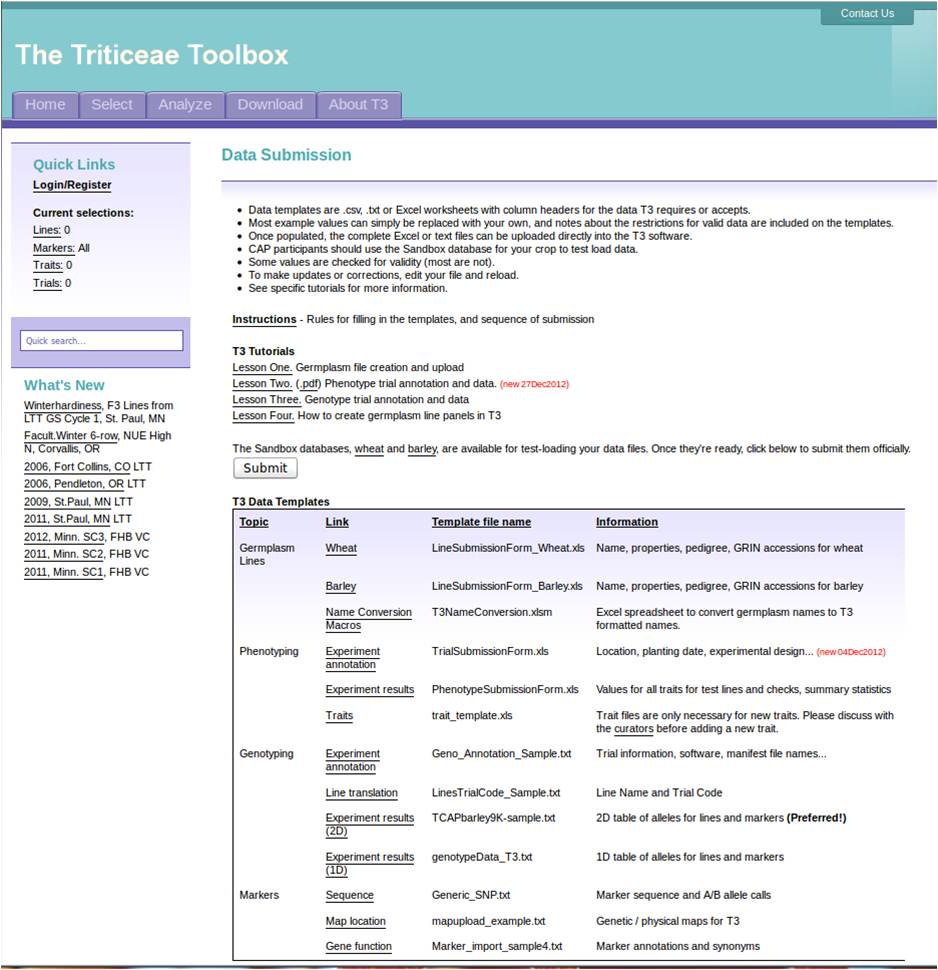 Contact Us
The Triticeae Toolbox
Home Select Analyze Download About T3
Quick Links
Login/Register
Current selections:
Lines: 0
Markers: All
Traits: 0
Trials: 0
Quick search...
What's New
Winterhardiness, F3 Lines from
LTT GS Cycle 1, St. Paul, MN
Facult.Winter 6-row, NUE High
N, Corvallis, OR
2006, Fort Collins, CO LTT
2006, Pendleton, OR LTT
2009, St.Paul, MN LTT
2011, St.Paul, MN LTT
2012, Minn. SC3, FHB VC
2011, Minn. SC2, FHB VC
2011, Minn. SC1, FHB VC
Data Submission
• Data templates are .csv, .txt or Excel worksheets with column headers for the data T3 requires or accepts.
• Most example values can simply be replaced with your own, and notes about the restrictions for valid data are included on the templates.
• Once populated, the complete Excel or text files can be uploaded directly into the T3 software.
• CAP participants should use the Sandbox database for your crop to test load data.
• Some values are checked for validity (most are not).
• To make updates or corrections, edit your file and reload.
• See specific tutorials for more information.
Instructions - Rules for filling in the templates, and sequence of submission
T3 Tutorials
Lesson One. Germplasm file creation and upload
Lesson Two. (.pdf) Phenotype trial annotation and data. (new 27Dec2012)
Lesson Three. Genotype trial annotation and data
Lesson Four. How to create germplasm line panels in T3
The Sandbox databases, wheat and barley, are available for test-loading your data files. Once they're ready, click below to submit them officially.
Submit
T3 Data Templates
Topic Link Template file name Information
Germplasm Wheat LineSubmissionForm_Wheat.xls Name, properties, pedigree, GRIN accessions for wheat
Lines
Barley LineSubmissionForm_Barley.xls Name, properties, pedigree, GRIN accessions for barley
Name Conversion T3NameConversion.xlsm Excel spreadsheet to convert germplasm names to T3
Macros formatted names.
Phenotyping Experiment TrialSubmissionForm.xls Location, planting date, experimental design... (new 04Dec2012)
annotation
Experiment results PhenotypeSubmissionForm.xls Values for all traits for test lines and checks, summary statistics
Traits trait_template.xls Trait files are only necessary for new traits. Please discuss with
the curators before adding a new trait.
Genotyping Experiment Geno_Annotation_Sample.txt Trial information, software, manifest file names...
annotation
Line translation LinesTrialCode_Sample.txt Line Name and Trial Code
Experiment results TCAPbarley9K-sample.txt 2D table of alleles for lines and markers (Preferred!)
(2D)
Experiment results genotypeData_T3.txt 1D table of alleles for lines and markers
(1D)
Markers Sequence Generic_SNP.txt Marker sequence and A/B allele calls
Map location mapupload_example.txt Genetic / physical maps for T3
Gene function Marker_import_sample4.txt Marker annotations and synonyms